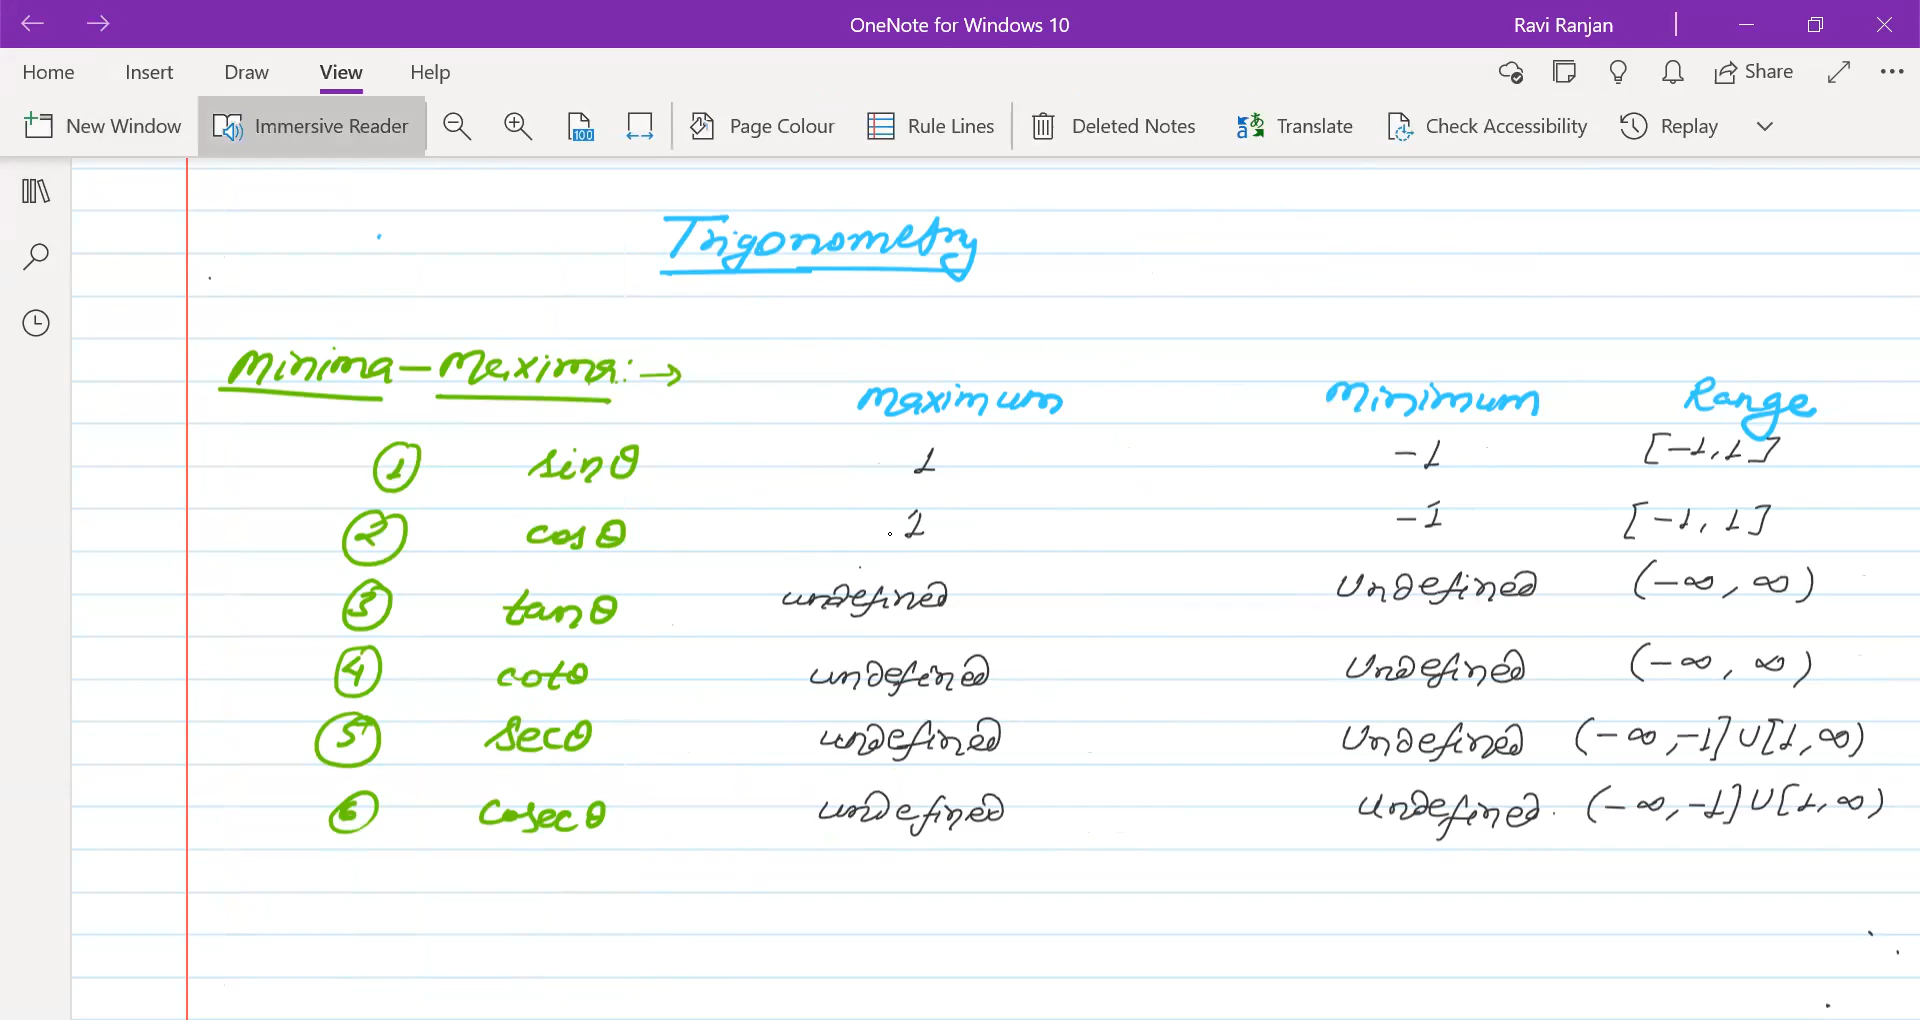 OneNote for Windows 10
Ravi Ranjan
Home Insert Draw View Help Share
New Window Immersive Reader 100 Page Colour Rule Lines Deleted Notes Translate Check Accessibility Replay
Trigonometry
Minima - Maxima: →
Maximum Minimum Range
① sinθ 1 -1 [-1, 1]
② cosθ 1 -1 [-1, 1]
③ tanθ undefined Undefined (-∞, ∞)
④ cotθ undefined Undefined (-∞, ∞)
⑤ secθ undefined Undefined (-∞, -1] U [1, ∞)
⑥ cosecθ undefined Undefined (-∞, -1] U [1, ∞)